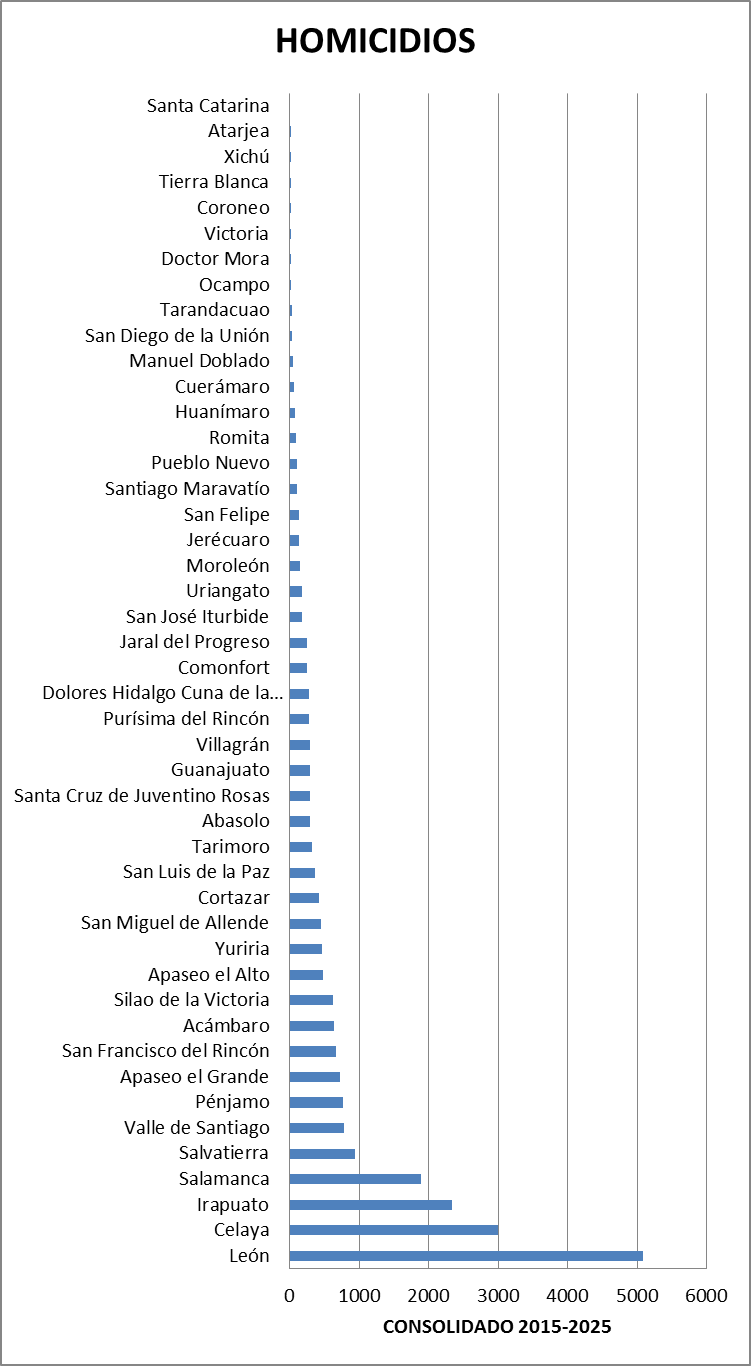 HOMICIDIOS
Santa Catarina
Atarjea
Xichú
Tierra Blanca
Coroneo
Victoria
Doctor Mora
Ocampo
Tarandacuao
San Diego de la Unión
Manuel Doblado
Cuerámaro
Huanímaro
Romita
Pueblo Nuevo
Santiago Maravatío
San Felipe
Jerécuaro
Moroleón
Uriangato
San José Iturbide
Jaral del Progreso
Comonfort
Dolores Hidalgo Cuna de la...
Purísima del Rincón
Villagrán
Guanajuato
Santa Cruz de Juventino Rosas
Abasolo
Tarimoro
San Luis de la Paz
Cortazar
San Miguel de Allende
Yuriria
Apaseo el Alto
Silao de la Victoria
Acámbaro
San Francisco del Rincón
Apaseo el Grande
Pénjamo
Valle de Santiago
Salvatierra
Salamanca
Irapuato
Celaya
León
0 1000 2000 3000 4000 5000 6000
CONSOLIDADO 2015-2025